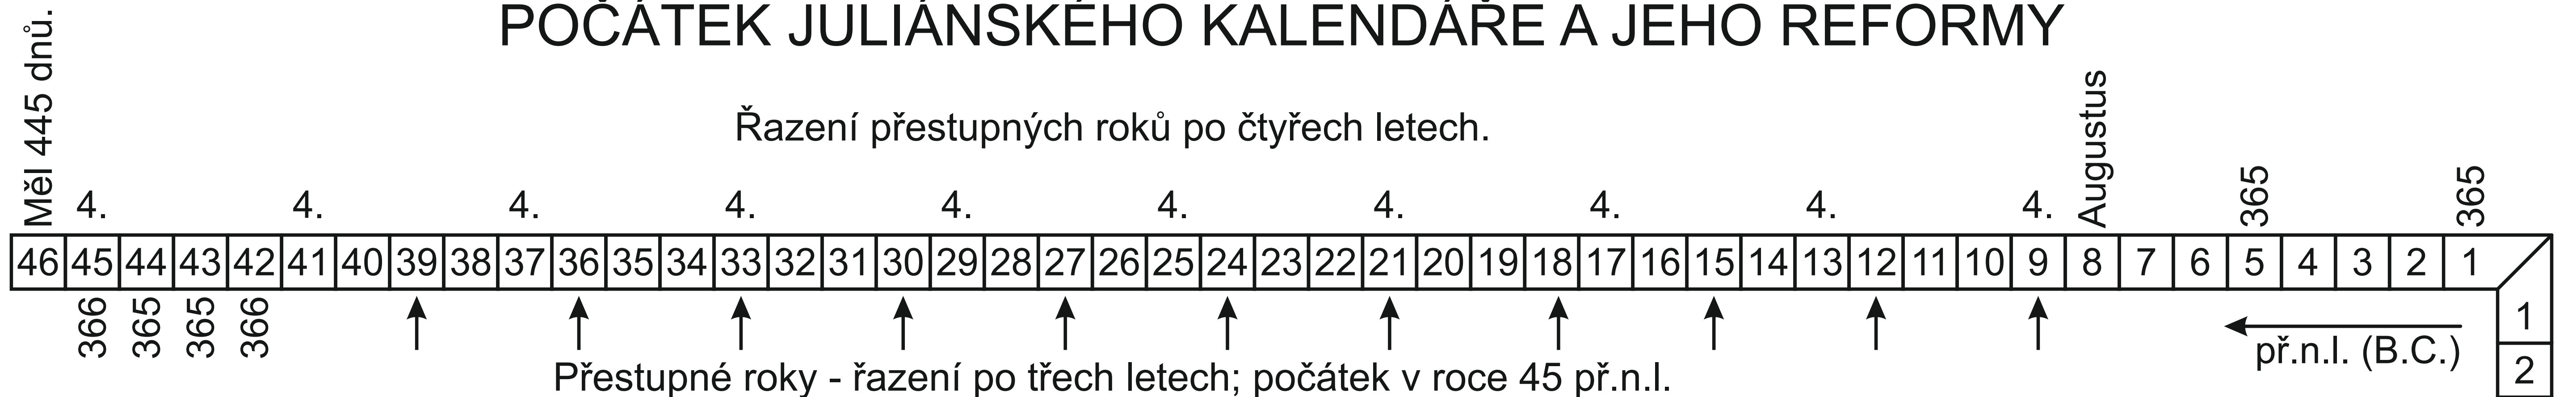 POČÁTEK JULIÁNSKÉHO KALENDÁŘE A JEHO REFORMY
Měl 445 dnů.
Řazení přestupných roků po čtyřech letech.
Augustus
365 365
4. 4. 4. 4. 4. 4. 4. 4. 4. 4.
46 45 44 43 42 41 40 39 38 37 36 35 34 33 32 31 30 29 28 27 26 25 24 23 22 21 20 19 18 17 16 15 14 13 12 11 10 9 8 7 6 5 4 3 2 1
366 365 365 366
1
př.n.l. (B.C.)
Přestupné roky - řazení po třech letech; počátek v roce 45 př.n.l.
2